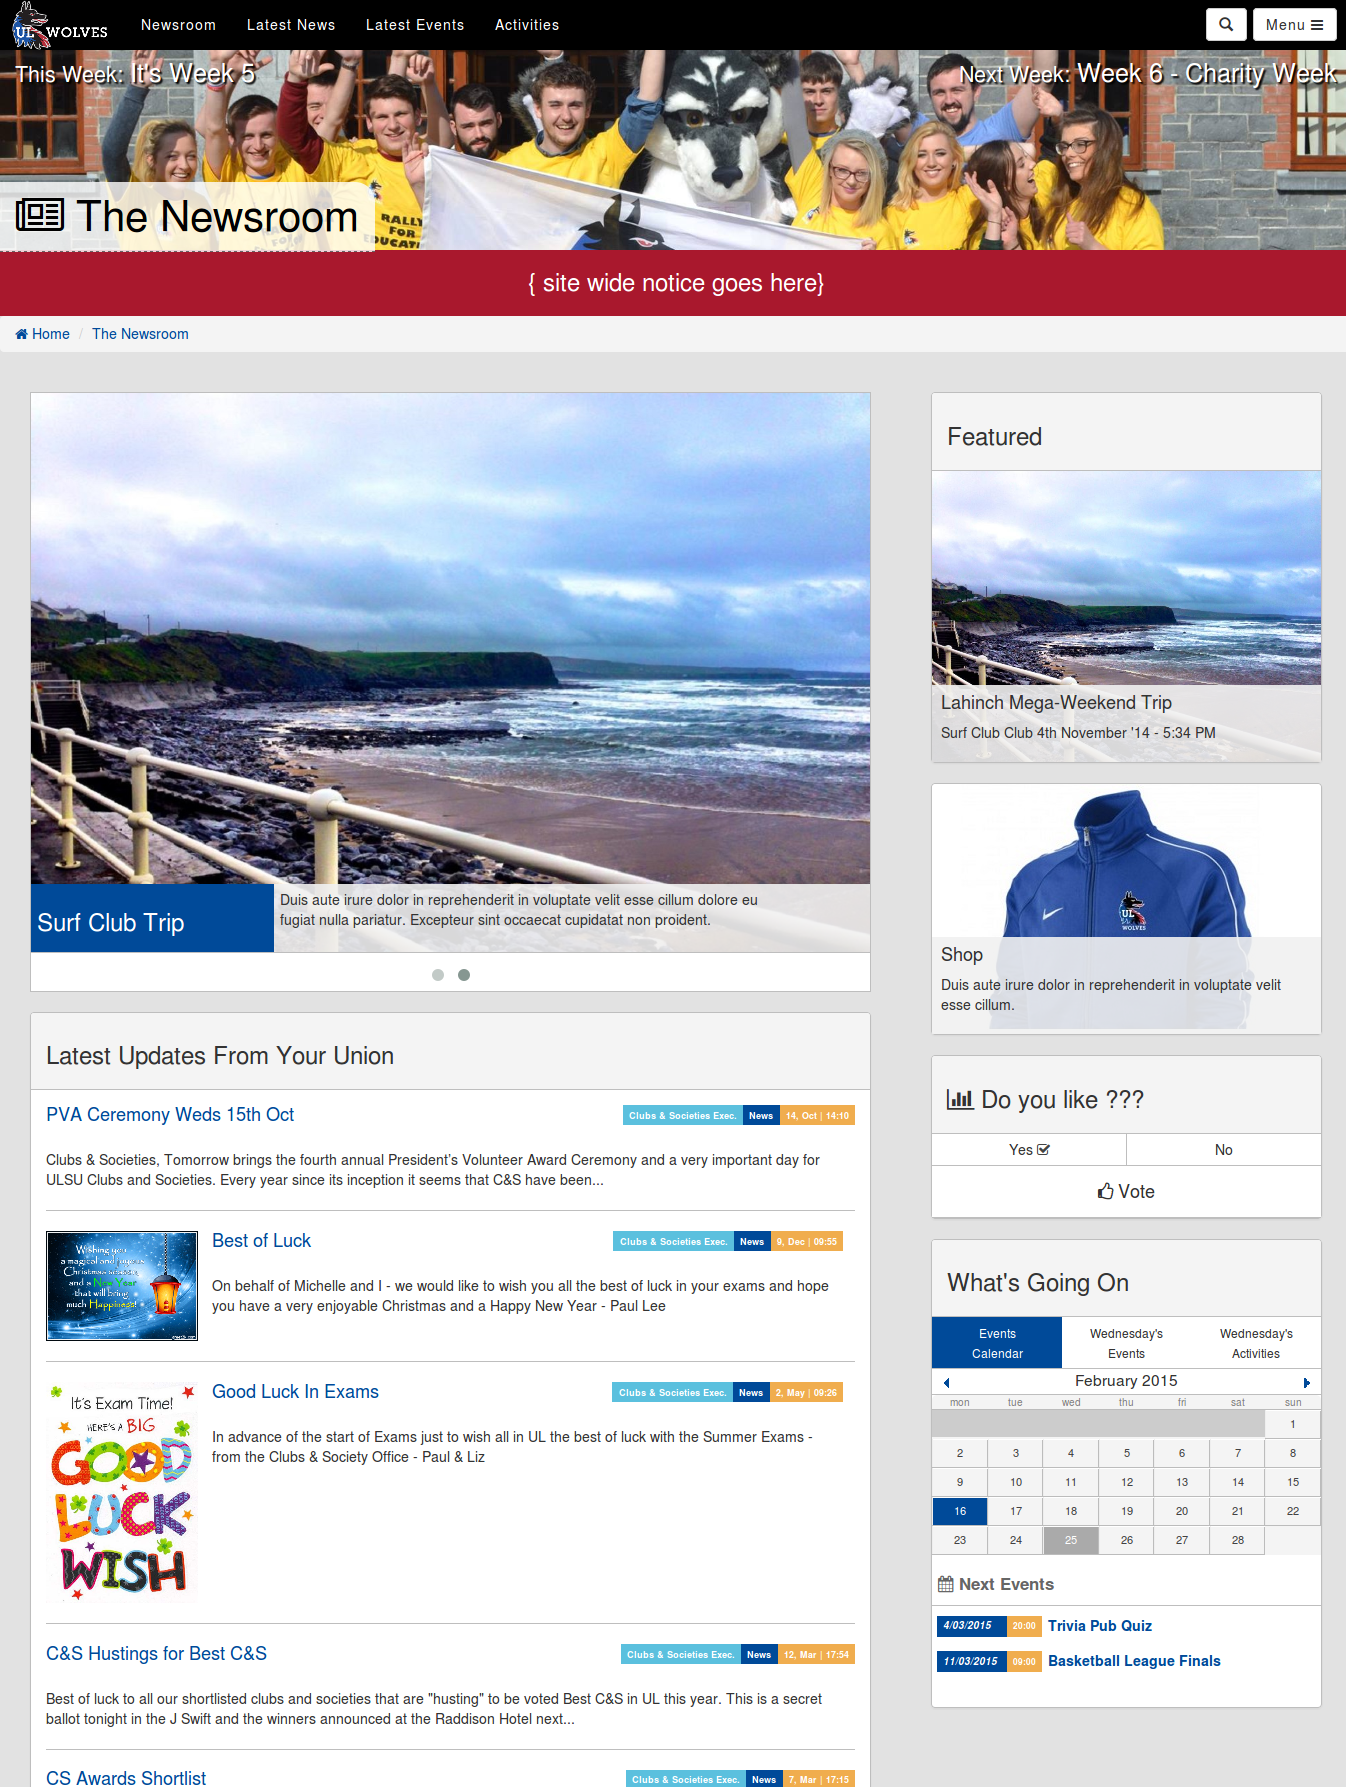 UL WOLVES
Newsroom Latest News Latest Events Activities Menu
This Week: It's Week 5
Next Week: Week 6 - Charity Week
RALLY
FOR
EDUCATI
The Newsroom
{ site wide notice goes here}
Home / The Newsroom
Surf Club Trip
Duis aute irure dolor in reprehenderit in voluptate velit esse cillum dolore eu
fugiat nulla pariatur. Excepteur sint occaecat cupidatat non proident.
Latest Updates From Your Union
PVA Ceremony Weds 15th Oct
Clubs & Societies Exec. News 14, Oct | 14:10
Clubs & Societies, Tomorrow brings the fourth annual President's Volunteer Award Ceremony and a very important day for
ULSU Clubs and Societies. Every year since its inception it seems that C&S have been...
Wishing you
a magical and joyous
Christmas season
and a New Year
that will bring
much Happiness!
Best of Luck
Clubs & Societies Exec. News 9, Dec | 09:55
On behalf of Michelle and I - we would like to wish you all the best of luck in your exams and hope
you have a very enjoyable Christmas and a Happy New Year - Paul Lee
It's Exam Time!
HERE'S A BIG
GOOD
LUCK
WISH
Good Luck In Exams
Clubs & Societies Exec. News 2, May | 09:26
In advance of the start of Exams just to wish all in UL the best of luck with the Summer Exams -
from the Clubs & Society Office - Paul & Liz
C&S Hustings for Best C&S
Clubs & Societies Exec. News 12, Mar | 17:54
Best of luck to all our shortlisted clubs and societies that are "husting" to be voted Best C&S in UL this year. This is a secret
ballot tonight in the J Swift and the winners announced at the Raddison Hotel next...
CS Awards Shortlist
Clubs & Societies Exec. News 7, Mar | 17:15
Featured
Lahinch Mega-Weekend Trip
Surf Club Club 4th November '14 - 5:34 PM
UL
WOLVES
Shop
Duis aute irure dolor in reprehenderit in voluptate velit
esse cillum.
Do you like ???
Yes No
Vote
What's Going On
Events Wednesday's Wednesday's
Calendar Events Activities
February 2015
mon tue wed thu fri sat sun
1
2 3 4 5 6 7 8
9 10 11 12 13 14 15
16 17 18 19 20 21 22
23 24 25 26 27 28
Next Events
4/03/2015 20:00 Trivia Pub Quiz
11/03/2015 09:00 Basketball League Finals